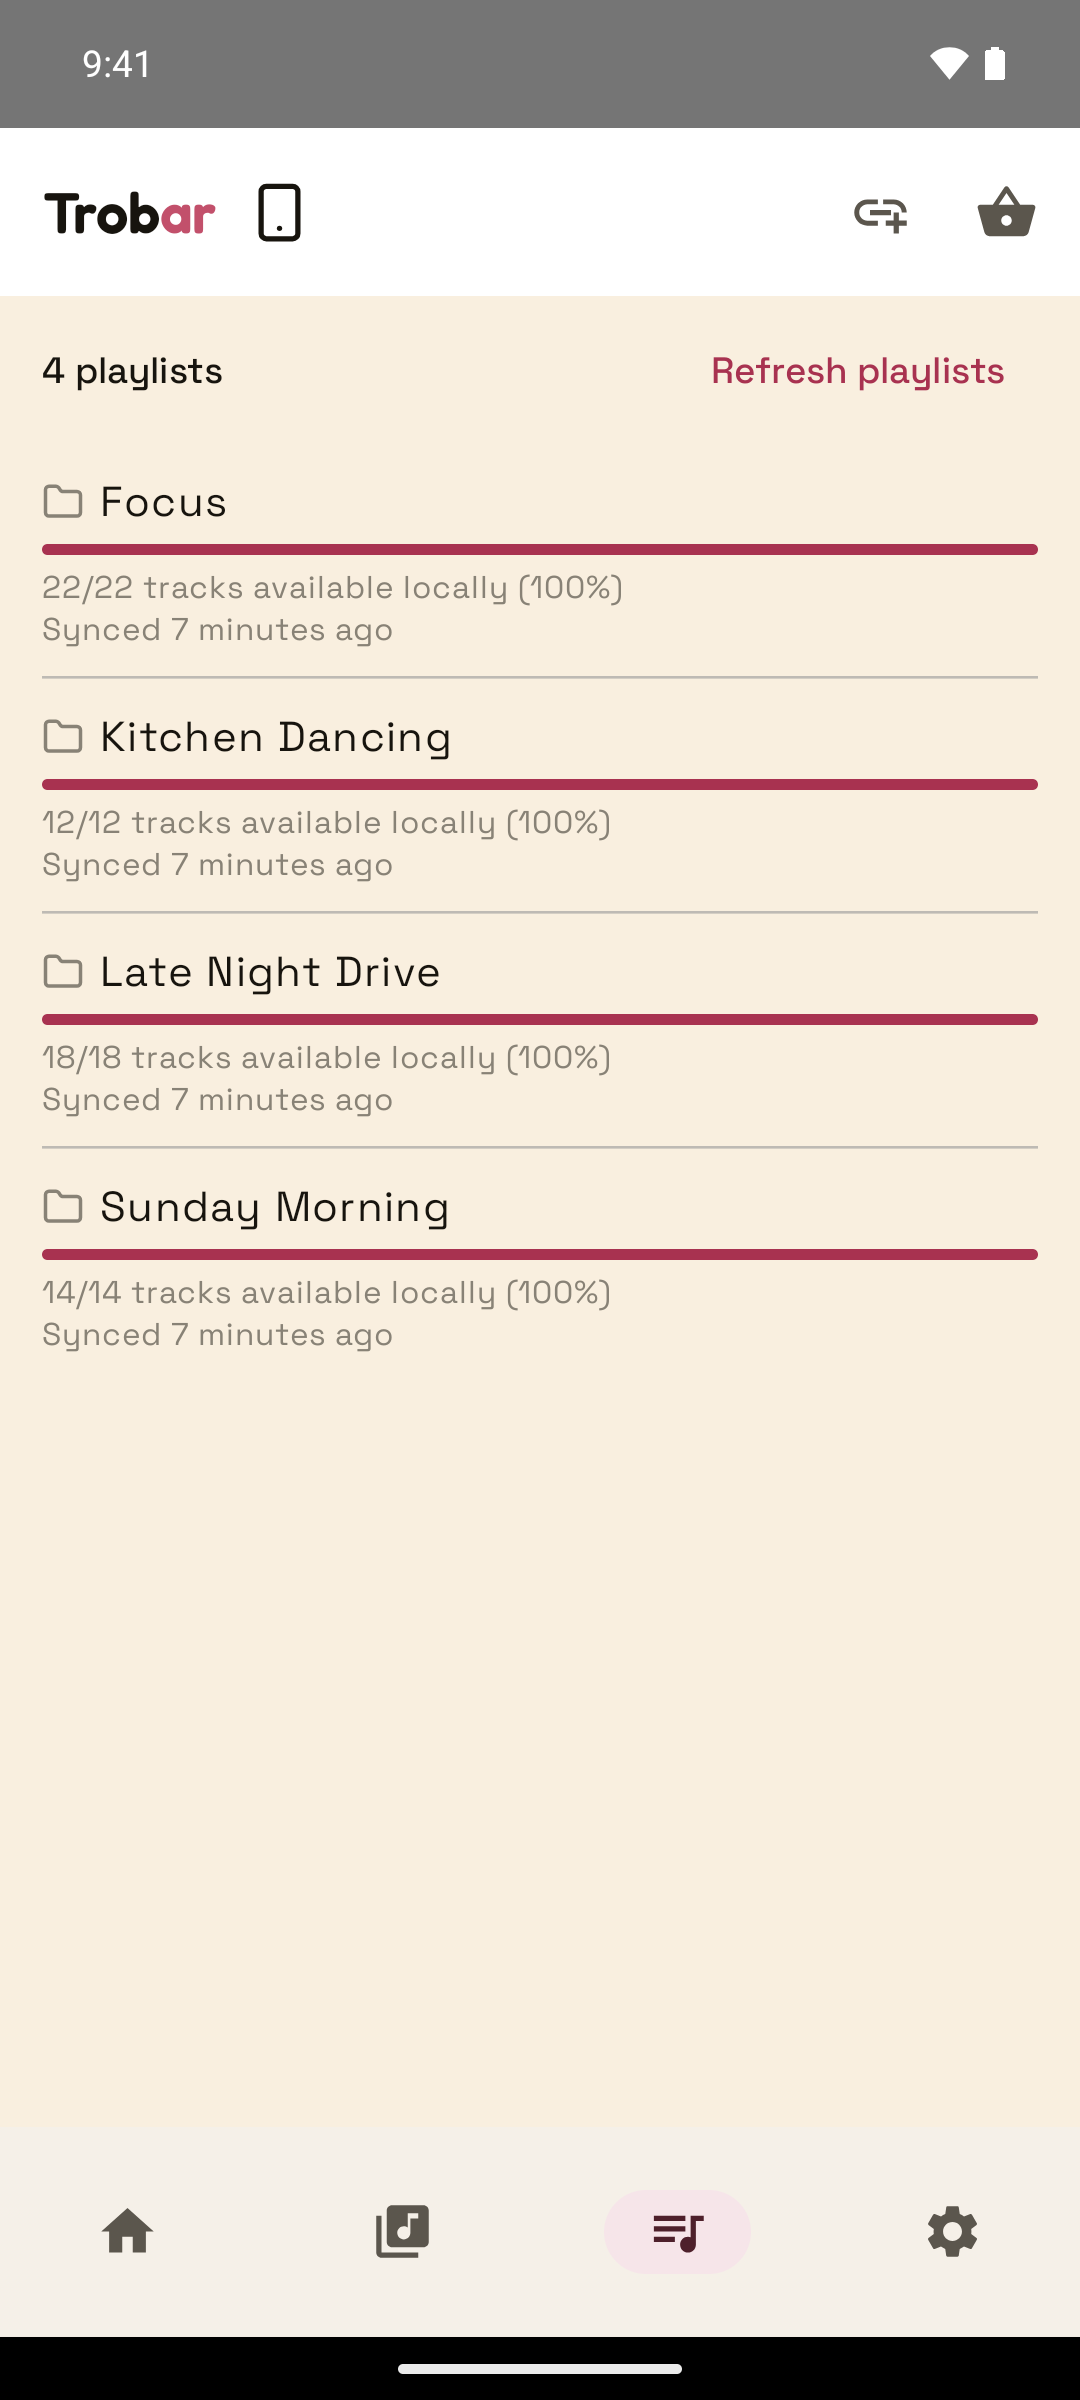 9:41
Trobar
4 playlists
Refresh playlists
Focus
22/22 tracks available locally (100%)
Synced 7 minutes ago
Kitchen Dancing
12/12 tracks available locally (100%)
Synced 7 minutes ago
Late Night Drive
18/18 tracks available locally (100%)
Synced 7 minutes ago
Sunday Morning
14/14 tracks available locally (100%)
Synced 7 minutes ago